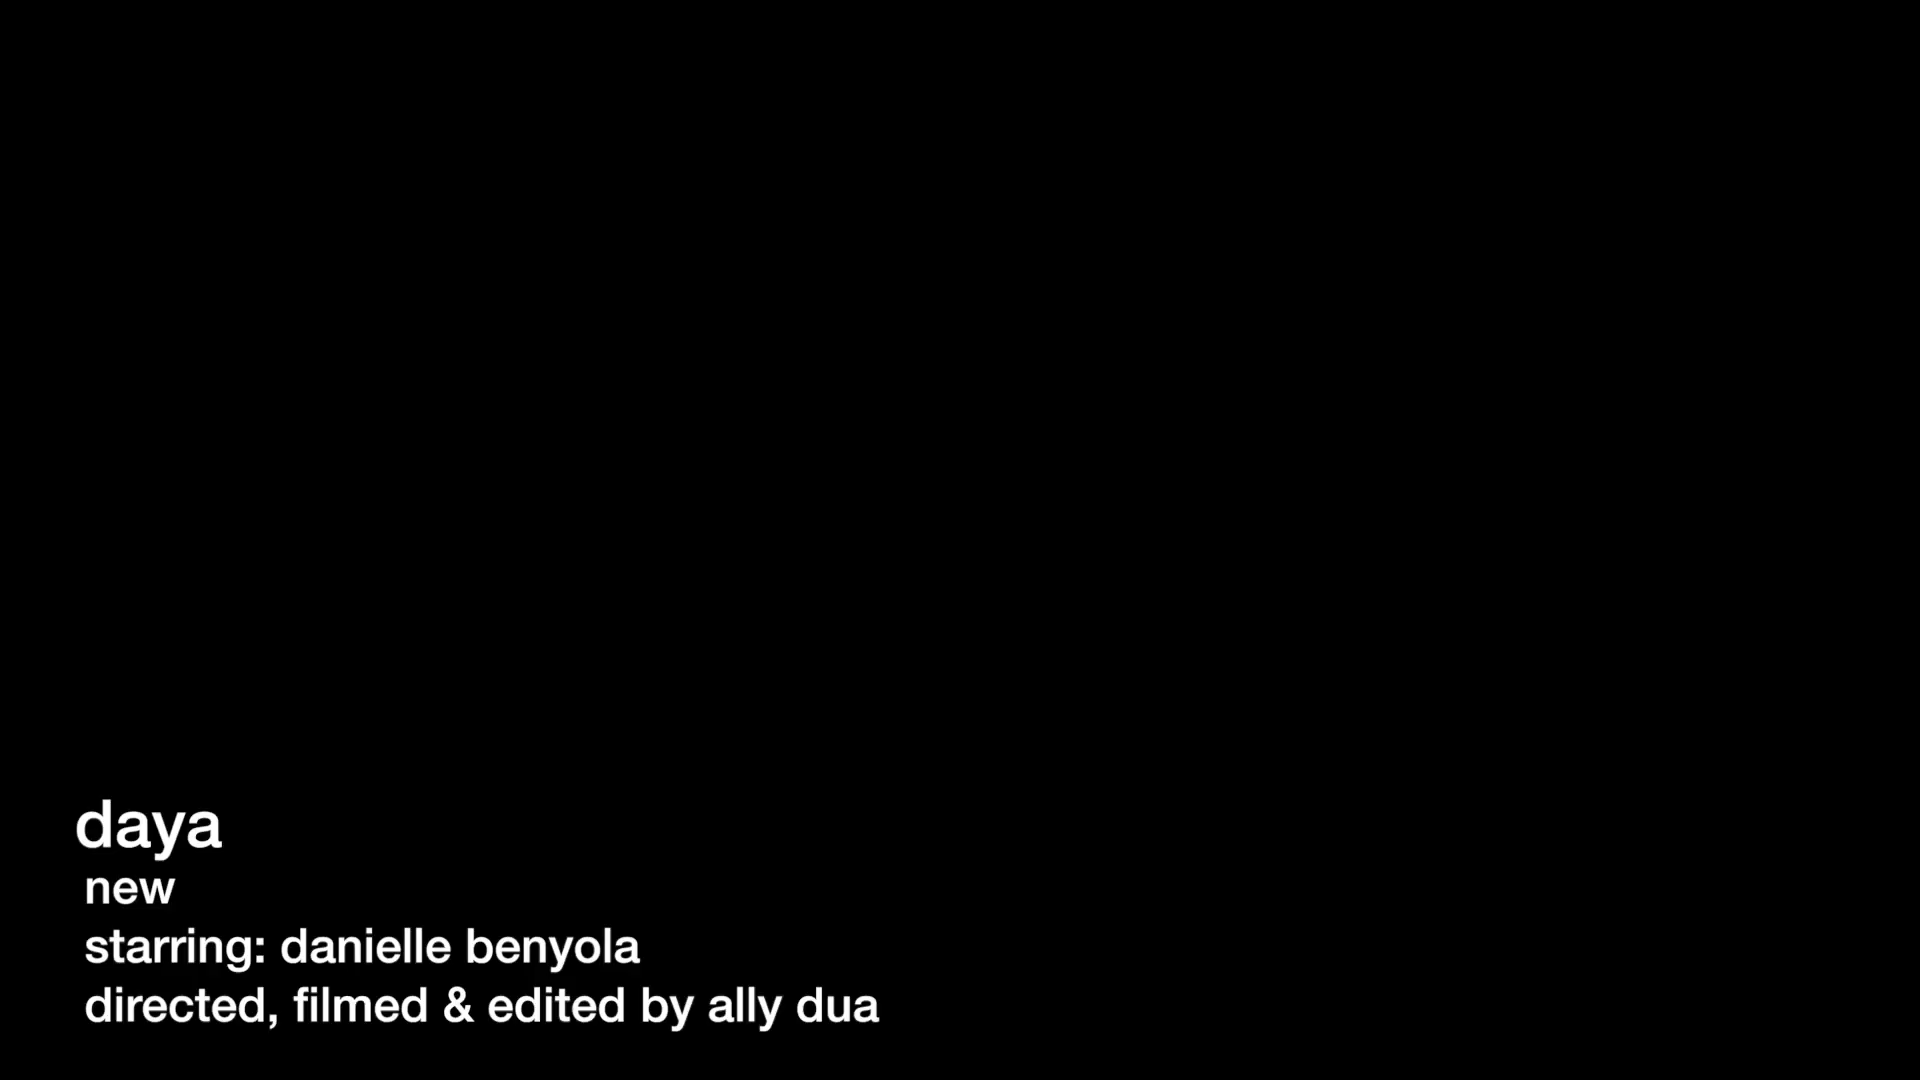 daya
new
starring: danielle benyola
directed, filmed & edited by ally dua